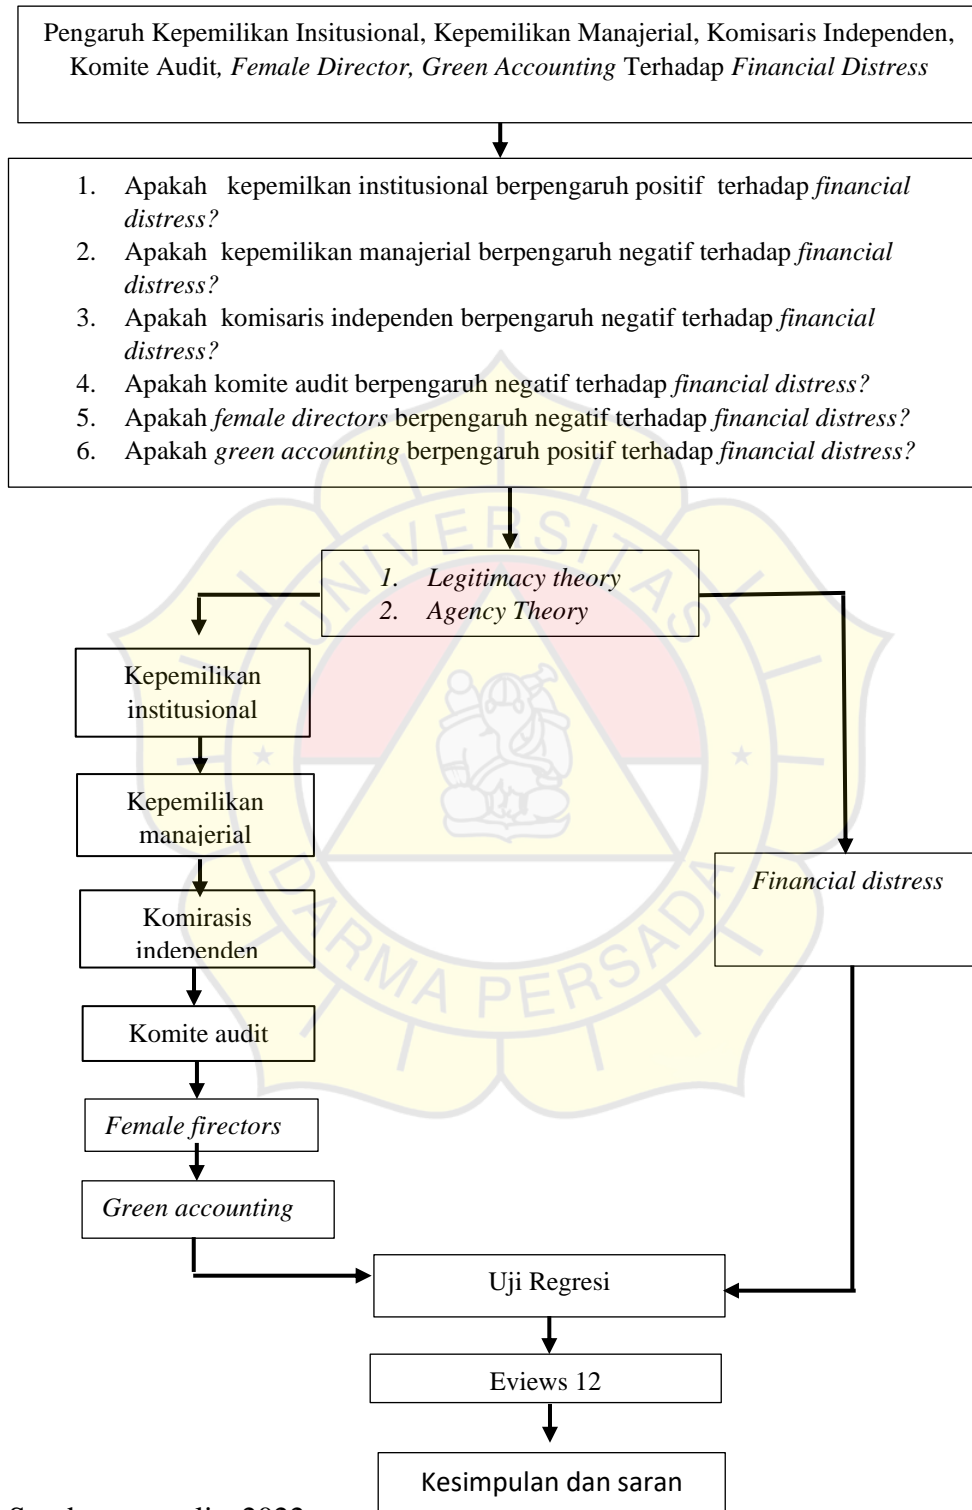 Pengaruh Kepemilikan Insitusional, Kepemilikan Manajerial, Komisaris Independen,
Komite Audit, Female Director, Green Accounting Terhadap Financial Distress
1. Apakah kepemilkan institusional berpengaruh positif terhadap financial
distress?
2. Apakah kepemilikan manajerial berpengaruh negatif terhadap financial
distress?
3. Apakah komisaris independen berpengaruh negatif terhadap financial
distress?
4. Apakah komite audit berpengaruh negatif terhadap financial distress?
5. Apakah female directors berpengaruh negatif terhadap financial distress?
6. Apakah green accounting berpengaruh positif terhadap financial distress?
UNIVERSITAS
1. Legitimacy theory
2. Agency Theory
Kepemilikan
institusional
Kepemilikan
manajerial
Financial distress
Komirasis
independen
DARMA PERSADA
Komite audit
Female firectors
Green accounting
Uji Regresi
Eviews 12
Kesimpulan dan saran